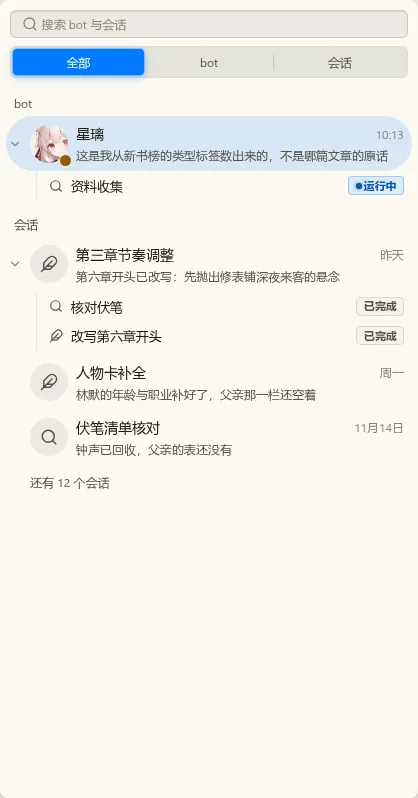 搜索 bot 与会话
全部
bot
会话
bot
星璃
10:13
这是我从新书榜的类型标签数出来的，不是哪篇文章的原话
资料收集
运行中
会话
第三章节奏调整
昨天
第六章开头已改写：先抛出修表铺深夜来客的悬念
核对伏笔
已完成
改写第六章开头
已完成
人物卡补全
周一
林默的年龄与职业补好了，父亲那一栏还空着
伏笔清单核对
11月14日
钟声已回收，父亲的表还没有
还有 12 个会话